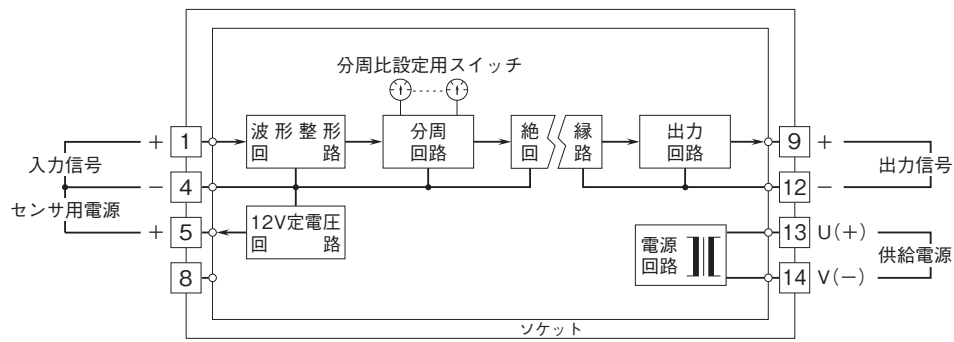 分周比設定用スイッチ
波形整形
回 路
分周
回路
絶 縁
回 路
出力
回路
＋ 1
9 ＋
入力信号
出力信号
－ 4
12 －
センサ用電源
＋ 5
12V定電圧
回 路
電源
回路
13 U(＋)
供給電源
8
14 V(－)
ソケット